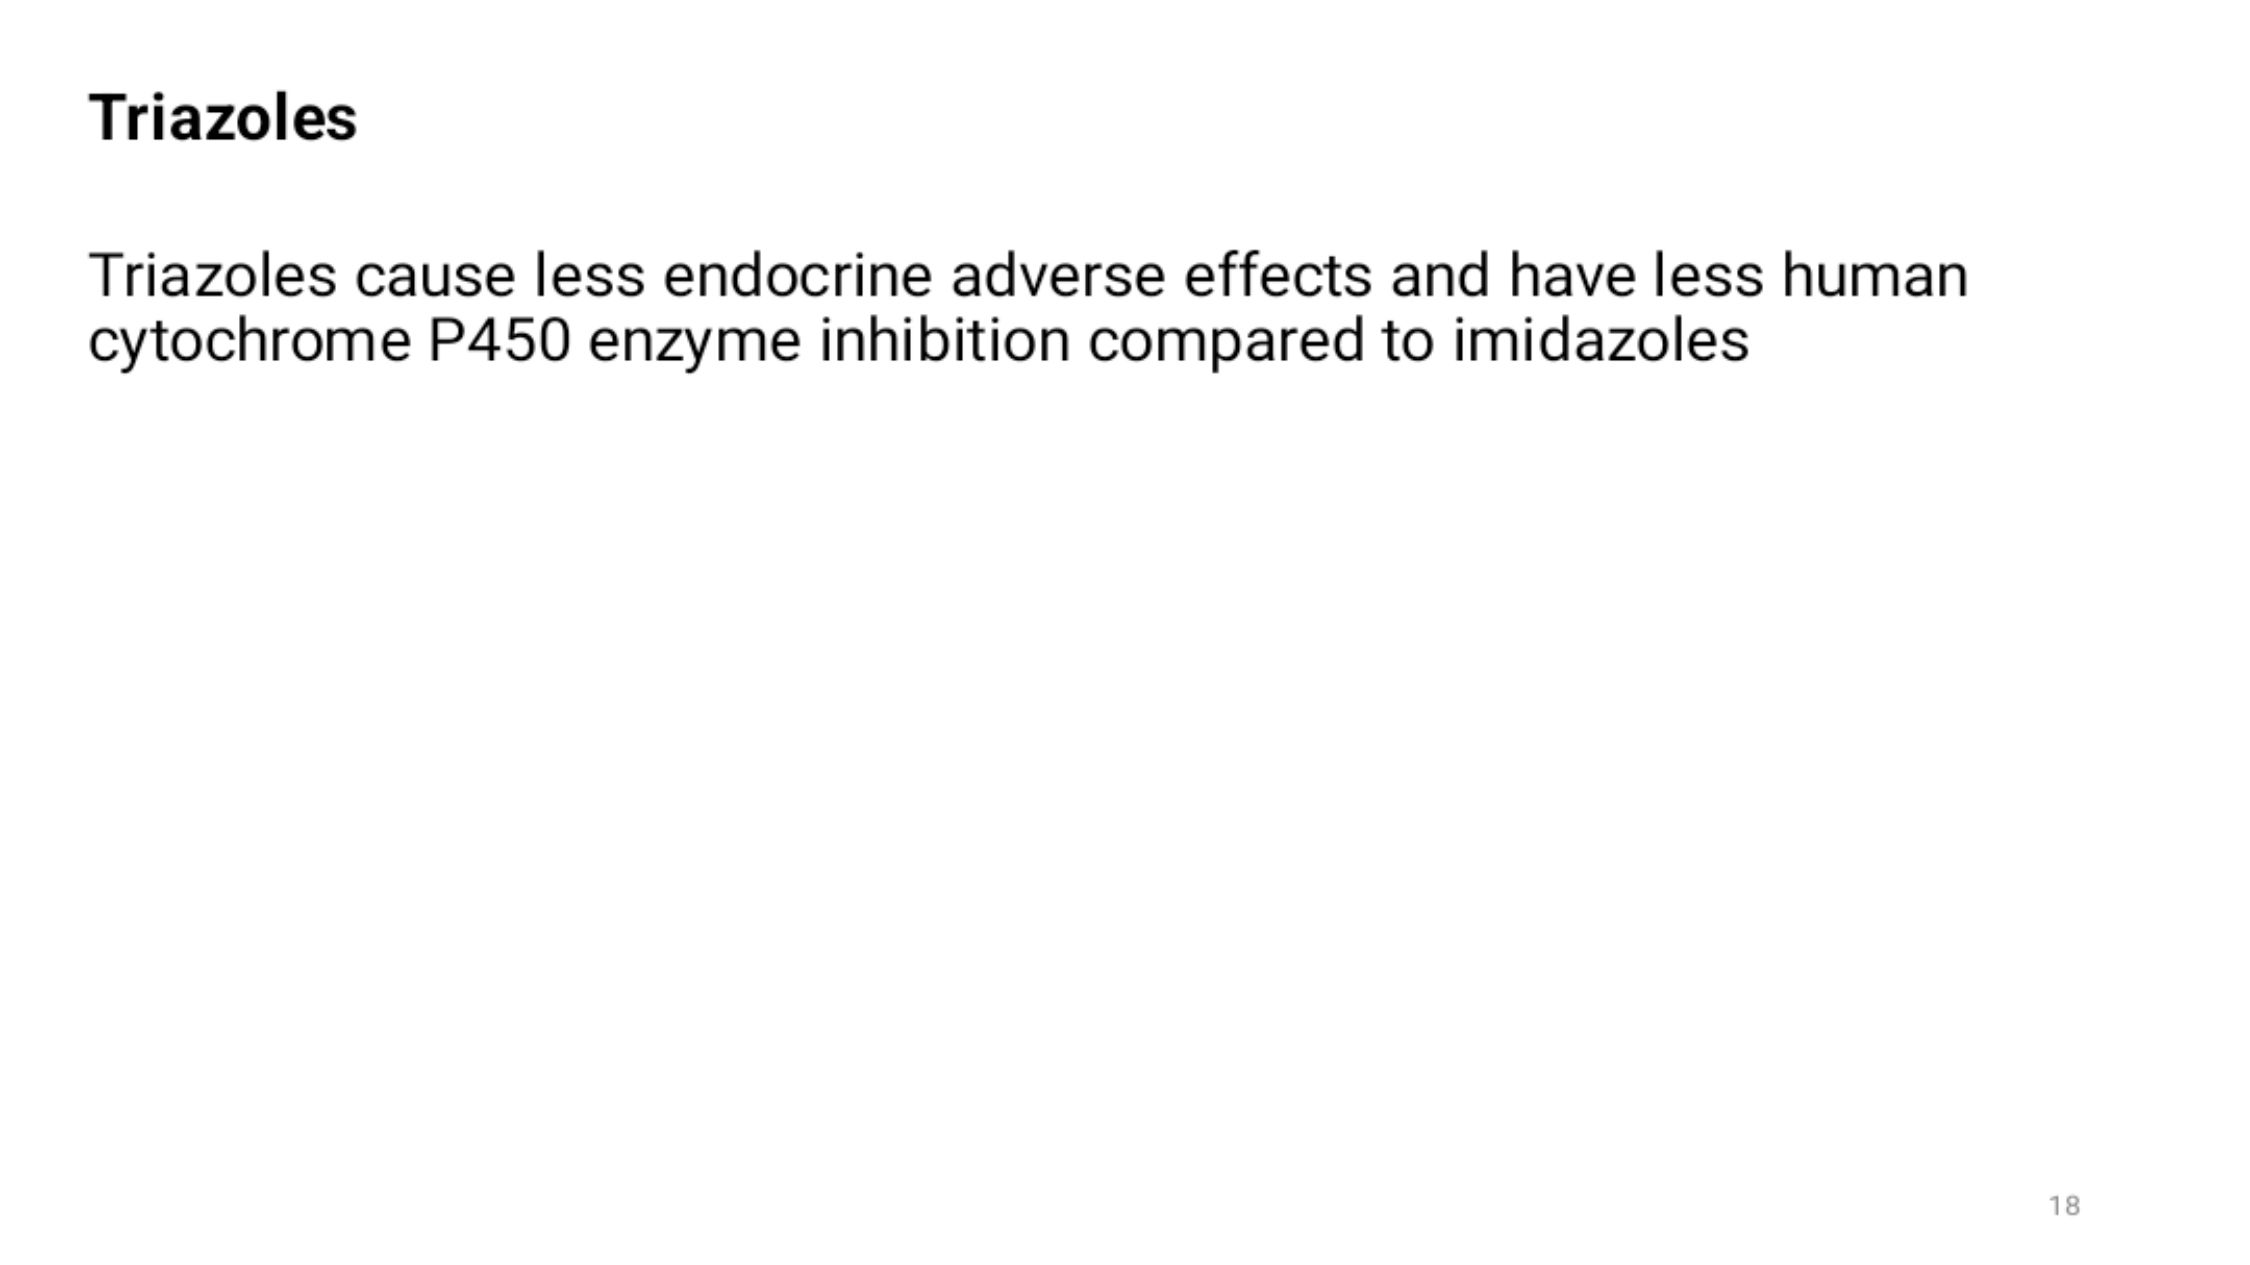 Triazoles
Triazoles cause less endocrine adverse effects and have less human
cytochrome P450 enzyme inhibition compared to imidazoles
18